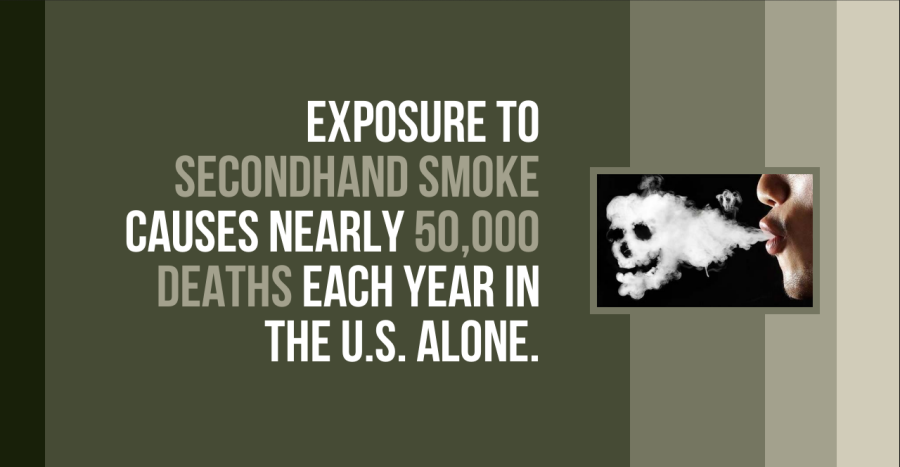 EXPOSURE TO
SECONDHAND SMOKE
CAUSES NEARLY 50,000
DEATHS EACH YEAR IN
THE U.S. ALONE.